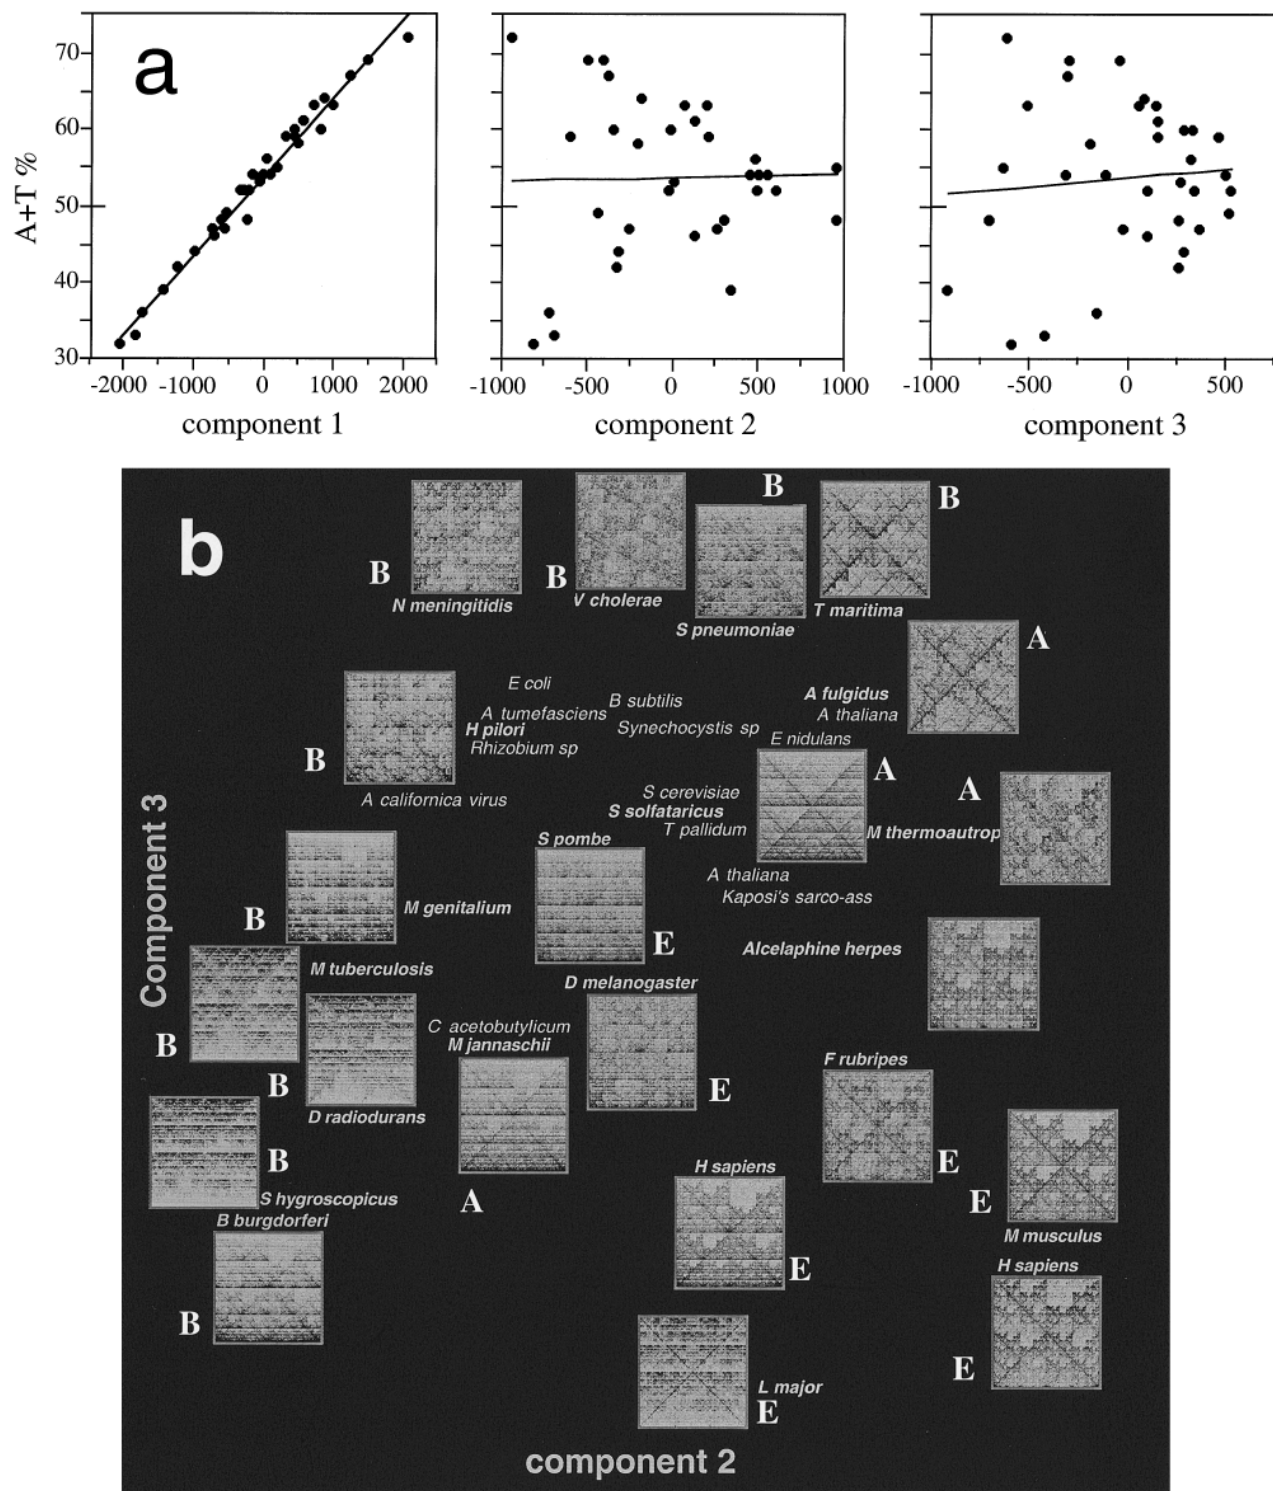 a
A+T %
70
60
50
40
30
-2000 -1000 0 1000 2000
component 1
-1000 -500 0 500 1000
component 2
-1000 -500 0 500
component 3
b
B
N meningitidis
B
V cholerae
B
S pneumoniae
B
T maritima
A
A fulgidus
A thaliana
E coli
B subtilis
A tumefasciens
H pilori
Synechocystis sp
Rhizobium sp
B
A californica virus
E nidulans
A
S cerevisiae
S solfataricus
T pallidum
M thermoautrop
A
A thaliana
Kaposi's sarco-ass
S pombe
E
M genitalium
B
Component 3
M tuberculosis
B
Alcelaphine herpes
D melanogaster
E
C acetobutylicum
M jannaschii
A
B
D radiodurans
F rubripes
E
B
S hygroscopicus
B burgdorferi
B
H sapiens
E
E
M musculus
H sapiens
E
L major
E
component 2